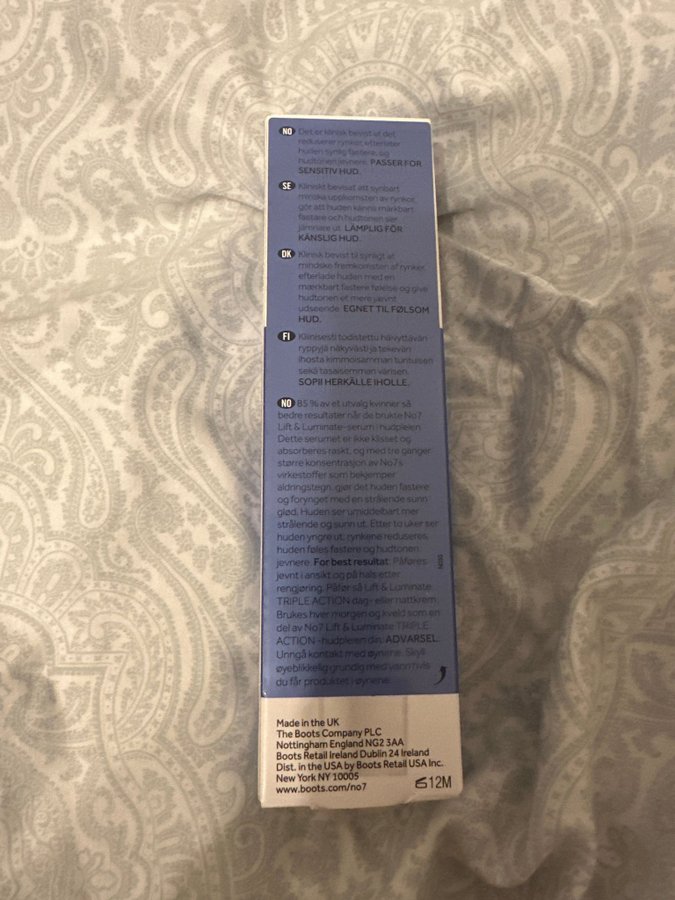 NO Det er klinisk bevist at det
reduserer rynker, etterlater
huden synlig fastere, og
hudtonen jevnere. PASSER FOR
SENSITIV HUD.
SE Kliniskt bevisat att synbart
minska uppkomsten av rynkor,
gör att huden känns märkbart
fastare och hudtonen ser
jämnare ut. LÄMPLIG FÖR
KÄNSLIG HUD.
DK Klinisk bevist til synligt at
mindske fremkomsten af rynker,
efterlade huden med en
mærkbart fastere følelse og give
hudtonen et mere jævnt
udseende. EGNET TIL FØLSOM
HUD.
FI Kliinisesti todistettu häivyttävän
ryppyjä näkyvästi ja tekevän
ihosta kimmoisamman tuntuisen
sekä tasaisemman värisen.
SOPII HERKÄLLE IHOLLE.
NO 85 % av et utvalg kvinner så
bedre resultater når de brukte No7
Lift & Luminate-serum i hudpleien.
Dette serumet er ikke klisset og
absorberes raskt, og med tre ganger
større konsentrasjon av No7s
virkestoffer som bekjemper
aldringstegn, gjør det huden fastere
og forynget med en strålende sunn
glød. Huden ser umiddelbart mer
strålende og sunn ut. Etter to uker ser
huden yngre ut; rynkene reduseres,
huden føles fastere og hudtonen
jevnere. For best resultat: Påføres
jevnt i ansikt og på hals etter
rengjøring. Påfør så Lift & Luminate
TRIPLE ACTION dag- eller nattkrem.
Brukes hver morgen og kveld som en
del av No7 Lift & Luminate TRIPLE
ACTION -hudpleien din. ADVARSEL:
Unngå kontakt med øynene. Skyll
øyeblikkelig grundig med vann hvis
du får produktet i øynene.
Made in the UK
The Boots Company PLC
Nottingham England NG2 3AA
Boots Retail Ireland Dublin 24 Ireland
Dist. in the USA by Boots Retail USA Inc.
New York NY 10005
www.boots.com/no7
12M